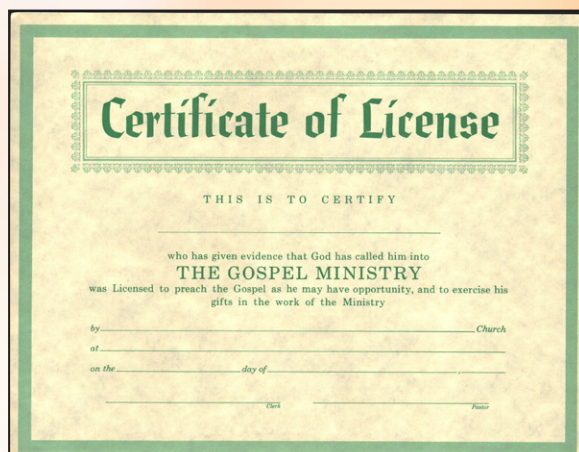 Certificate of License
THIS IS TO CERTIFY
who has given evidence that God has called him into
THE GOSPEL MINISTRY
was Licensed to preach the Gospel as he may have opportunity, and to exercise his
gifts in the work of the Ministry
by Church
at
on the day of ,
Clerk Pastor